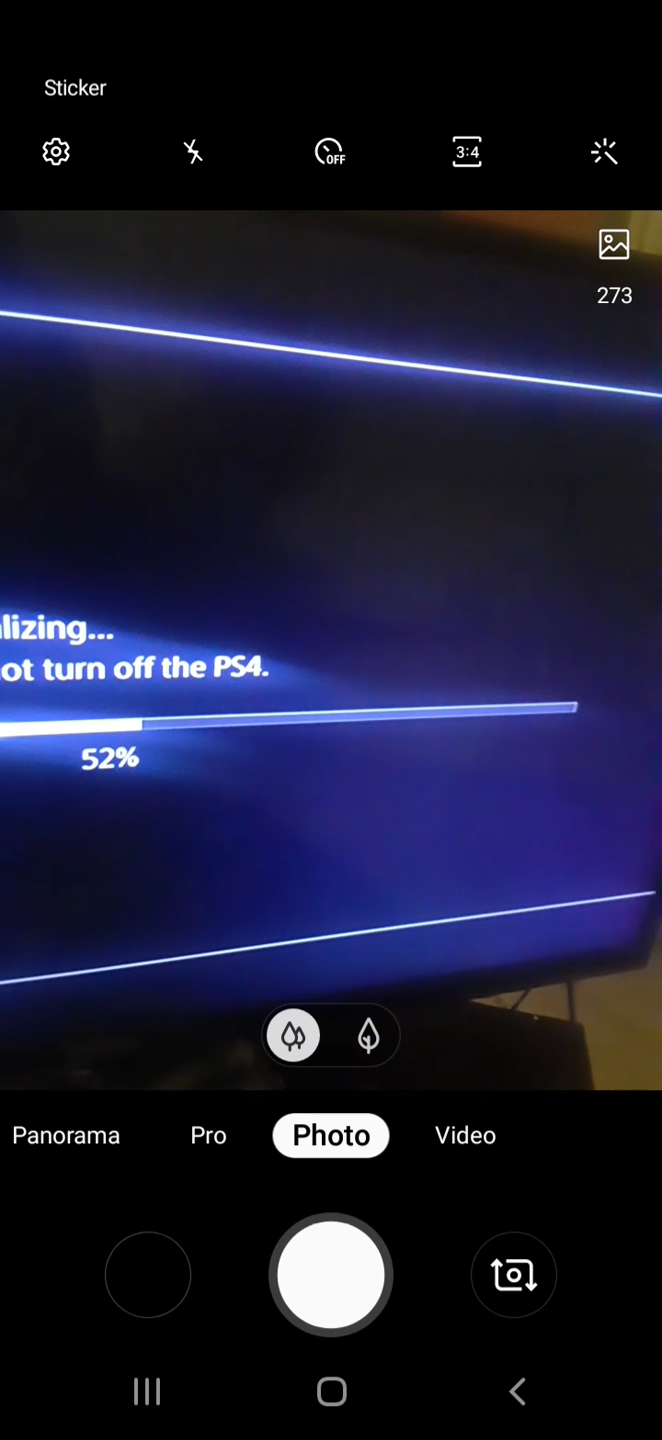 Sticker
OFF
3:4
273
lizing...
ot turn off the PS4.
52%
Panorama
Pro
Photo
Video